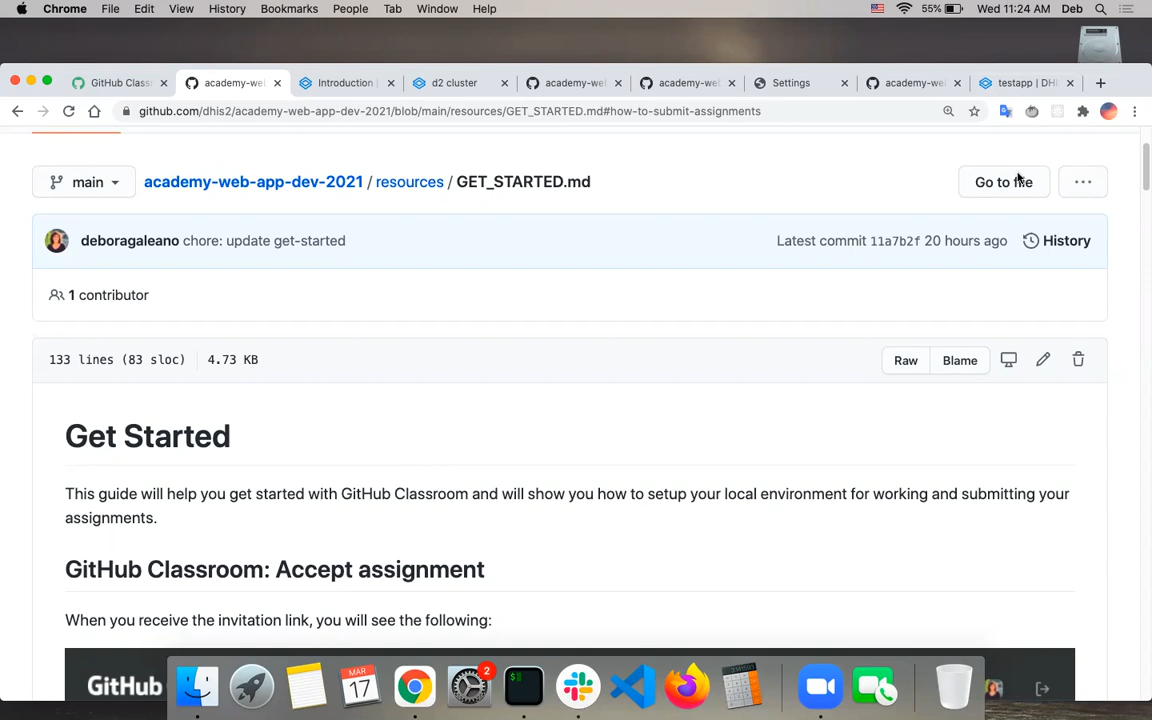 Chrome File Edit View History Bookmarks People Tab Window Help 55% Wed 11:24 AM Deb
GitHub Class academy-web Introduction | d2 cluster academy-web academy-web Settings academy-web testapp | DHI
github.com/dhis2/academy-web-app-dev-2021/blob/main/resources/GET_STARTED.md#how-to-submit-assignments
main academy-web-app-dev-2021 / resources / GET_STARTED.md Go to file ...
deboragaleano chore: update get-started Latest commit 11a7b2f 20 hours ago History
1 contributor
133 lines (83 sloc) 4.73 KB Raw Blame
Get Started
This guide will help you get started with GitHub Classroom and will show you how to setup your local environment for working and submitting your
assignments.
GitHub Classroom: Accept assignment
When you receive the invitation link, you will see the following:
GitHub
MAR
17
2